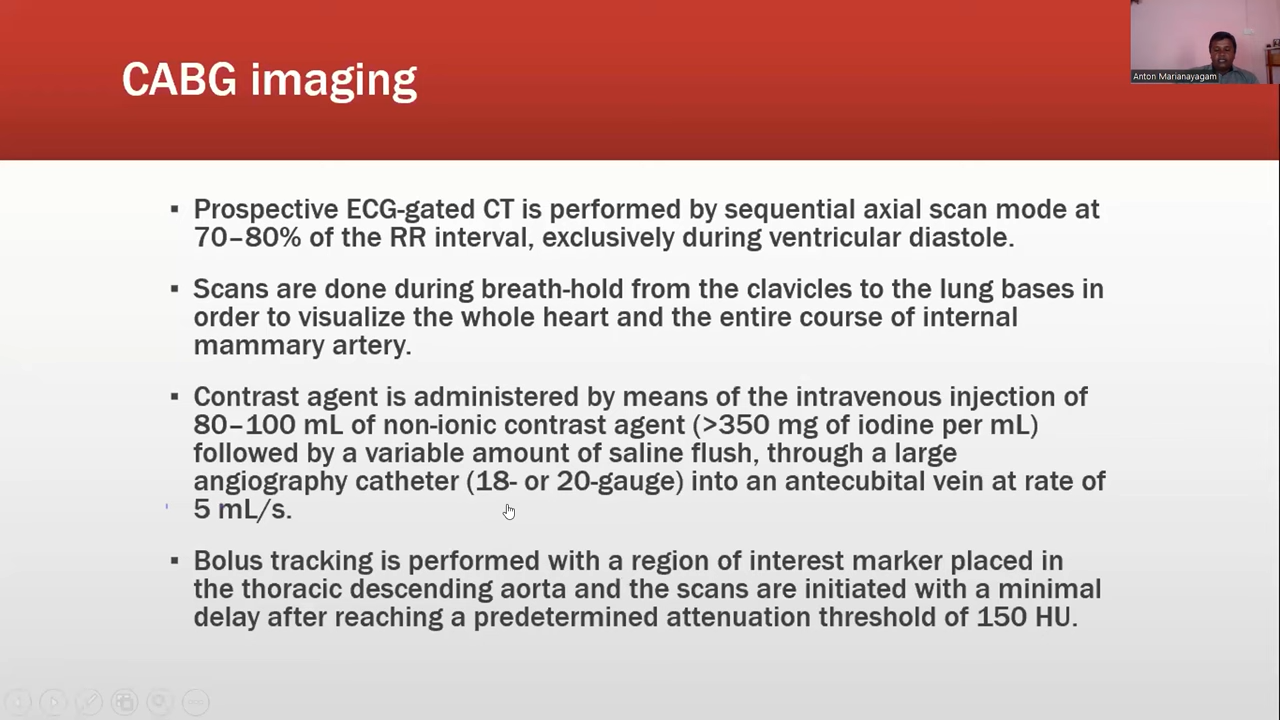 CABG imaging
Anton Marianayagam
▪ Prospective ECG-gated CT is performed by sequential axial scan mode at
70–80% of the RR interval, exclusively during ventricular diastole.
▪ Scans are done during breath-hold from the clavicles to the lung bases in
order to visualize the whole heart and the entire course of internal
mammary artery.
▪ Contrast agent is administered by means of the intravenous injection of
80–100 mL of non-ionic contrast agent (>350 mg of iodine per mL)
followed by a variable amount of saline flush, through a large
angiography catheter (18- or 20-gauge) into an antecubital vein at rate of
5 mL/s.
▪ Bolus tracking is performed with a region of interest marker placed in
the thoracic descending aorta and the scans are initiated with a minimal
delay after reaching a predetermined attenuation threshold of 150 HU.